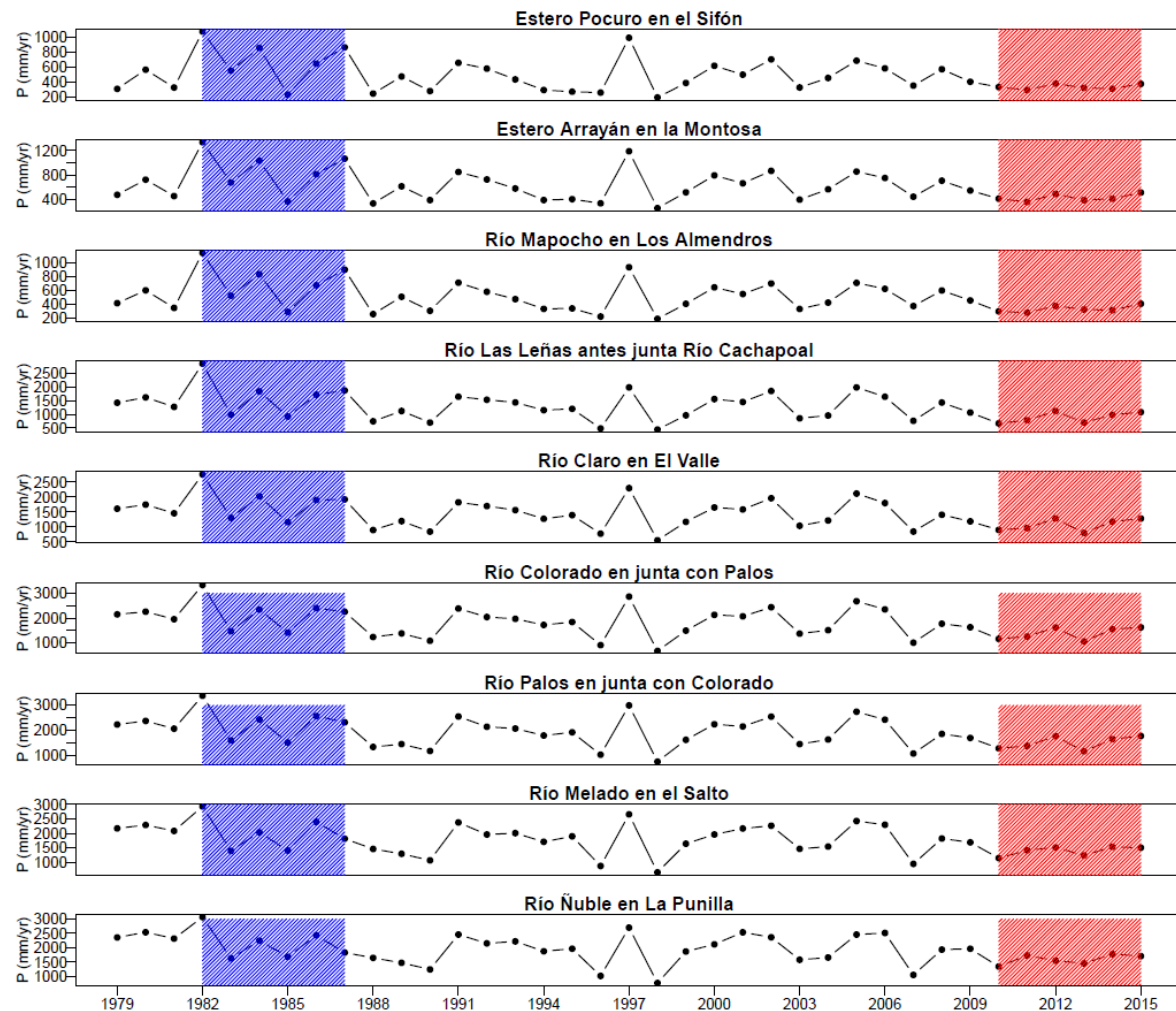 Estero Pocuro en el Sifón
P (mm/yr)
1000
800
600
400
200
Estero Arrayán en la Montosa
P (mm/yr)
1200
800
400
Río Mapocho en Los Almendros
P (mm/yr)
1000
800
600
400
200
Río Las Leñas antes junta Río Cachapoal
P (mm/yr)
2500
2000
1500
1000
500
Río Claro en El Valle
P (mm/yr)
2500
2000
1500
1000
500
Río Colorado en junta con Palos
P (mm/yr)
3000
2000
1000
Río Palos en junta con Colorado
P (mm/yr)
3000
2000
1000
Río Melado en el Salto
P (mm/yr)
3000
2000
1000
Río Ñuble en La Punilla
P (mm/yr)
3000
2000
1000
1979 1982 1985 1988 1991 1994 1997 2000 2003 2006 2009 2012 2015